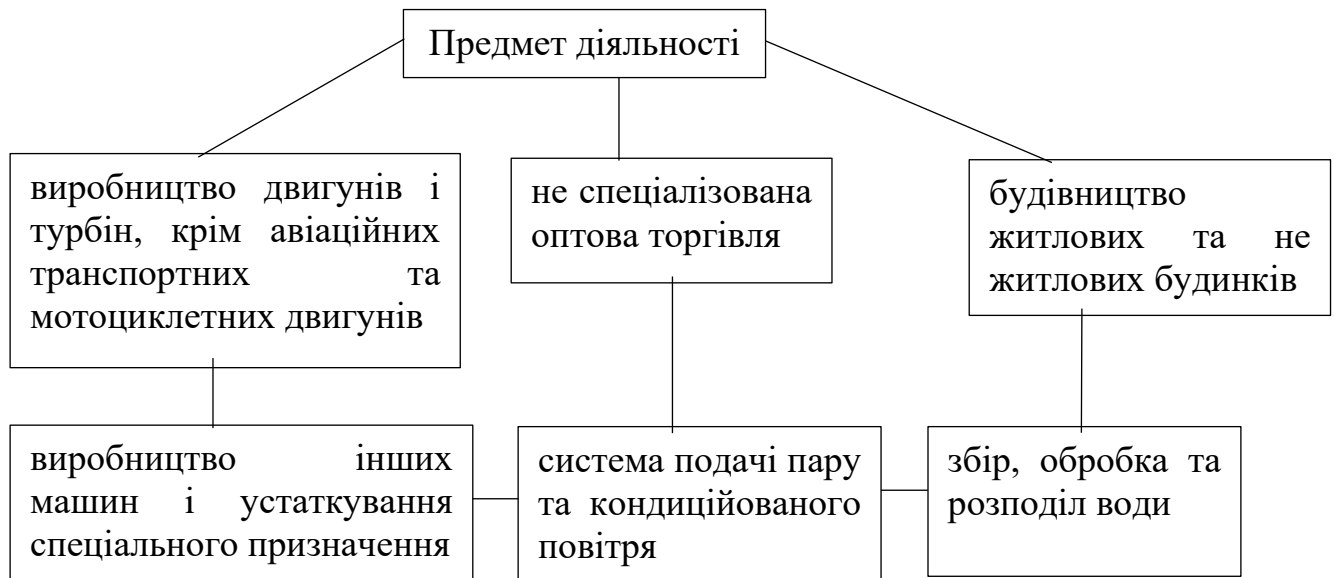 Предмет діяльності
виробництво двигунів і
турбін, крім авіаційних
транспортних та
мотоциклетних двигунів
не спеціалізована
оптова торгівля
будівництво
житлових та не
житлових будинків
виробництво інших
машин і устаткування
спеціального призначення
система подачі пару
та кондиційованого
повітря
збір, обробка та
розподіл води